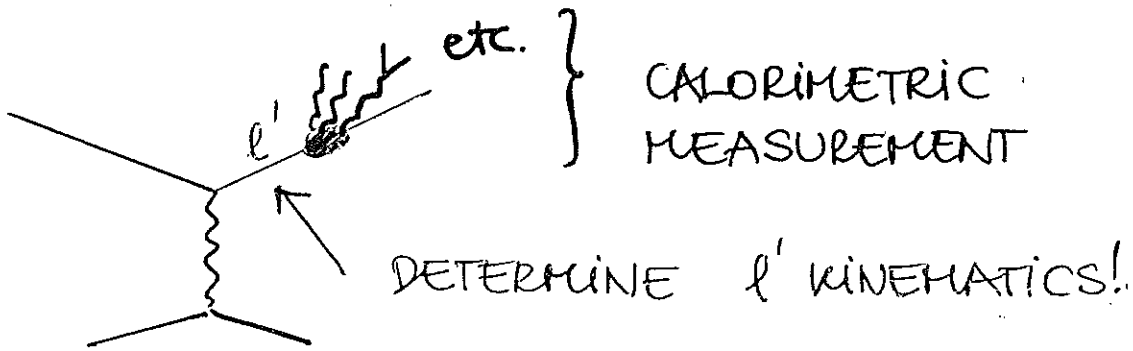 etc.
CALORiMETRiC
MEASUREMENT
l'
DETERMiNE l' KiNEMATiCS!